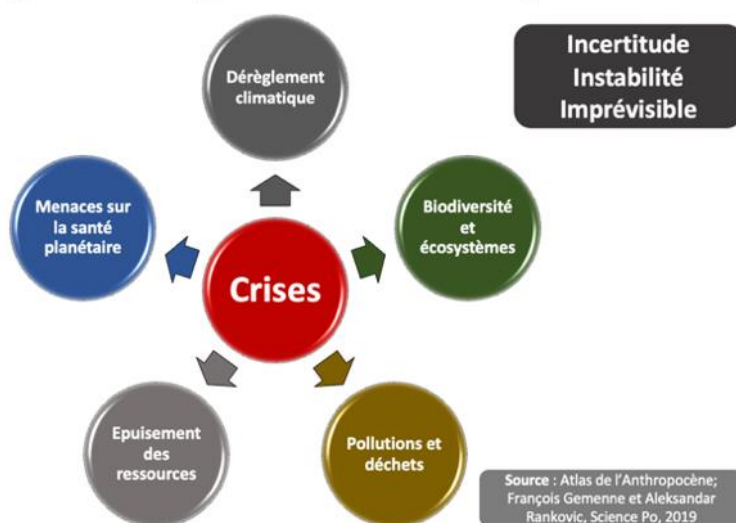 Incertitude
Instabilité
Imprévisible
Dérèglement
climatique
Menaces sur
la santé
planétaire
Biodiversité
et
écosystèmes
Crises
Epuisement
des
ressources
Pollutions et
déchets
Source : Atlas de l'Anthropocène;
François Gemenne et Aleksandar
Rankovic, Science Po, 2019